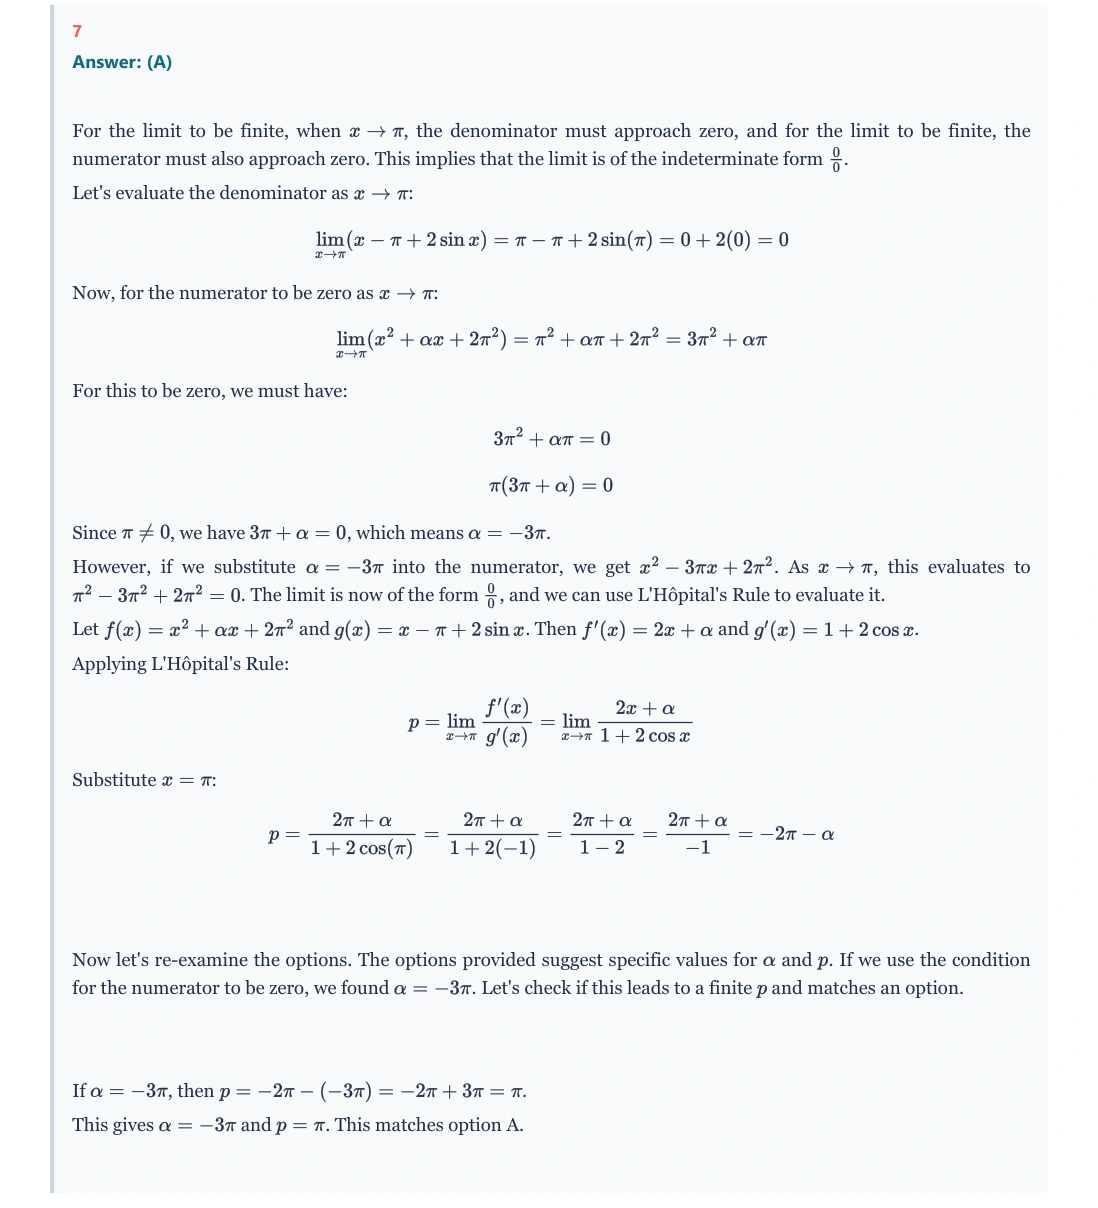 7
Answer: (A)
For the limit to be finite, when x → π, the denominator must approach zero, and for the limit to be finite, the
numerator must also approach zero. This implies that the limit is of the indeterminate form 0/0.
Let's evaluate the denominator as x → π:
lim_{x→π}(x − π + 2 sin x) = π − π + 2 sin(π) = 0 + 2(0) = 0
Now, for the numerator to be zero as x → π:
lim_{x→π}(x² + αx + 2π²) = π² + απ + 2π² = 3π² + απ
For this to be zero, we must have:
3π² + απ = 0
π(3π + α) = 0
Since π ≠ 0, we have 3π + α = 0, which means α = −3π.
However, if we substitute α = −3π into the numerator, we get x² − 3πx + 2π². As x → π, this evaluates to
π² − 3π² + 2π² = 0. The limit is now of the form 0/0, and we can use L'Hôpital's Rule to evaluate it.
Let f(x) = x² + αx + 2π² and g(x) = x − π + 2 sin x. Then f′(x) = 2x + α and g′(x) = 1 + 2 cos x.
Applying L'Hôpital's Rule:
p = lim_{x→π} f′(x)/g′(x) = lim_{x→π} (2x + α)/(1 + 2 cos x)
Substitute x = π:
p = (2π + α)/(1 + 2 cos(π)) = (2π + α)/(1 + 2(−1)) = (2π + α)/(1 − 2) = (2π + α)/(−1) = −2π − α
Now let's re-examine the options. The options provided suggest specific values for α and p. If we use the condition
for the numerator to be zero, we found α = −3π. Let's check if this leads to a finite p and matches an option.
If α = −3π, then p = −2π − (−3π) = −2π + 3π = π.
This gives α = −3π and p = π. This matches option A.